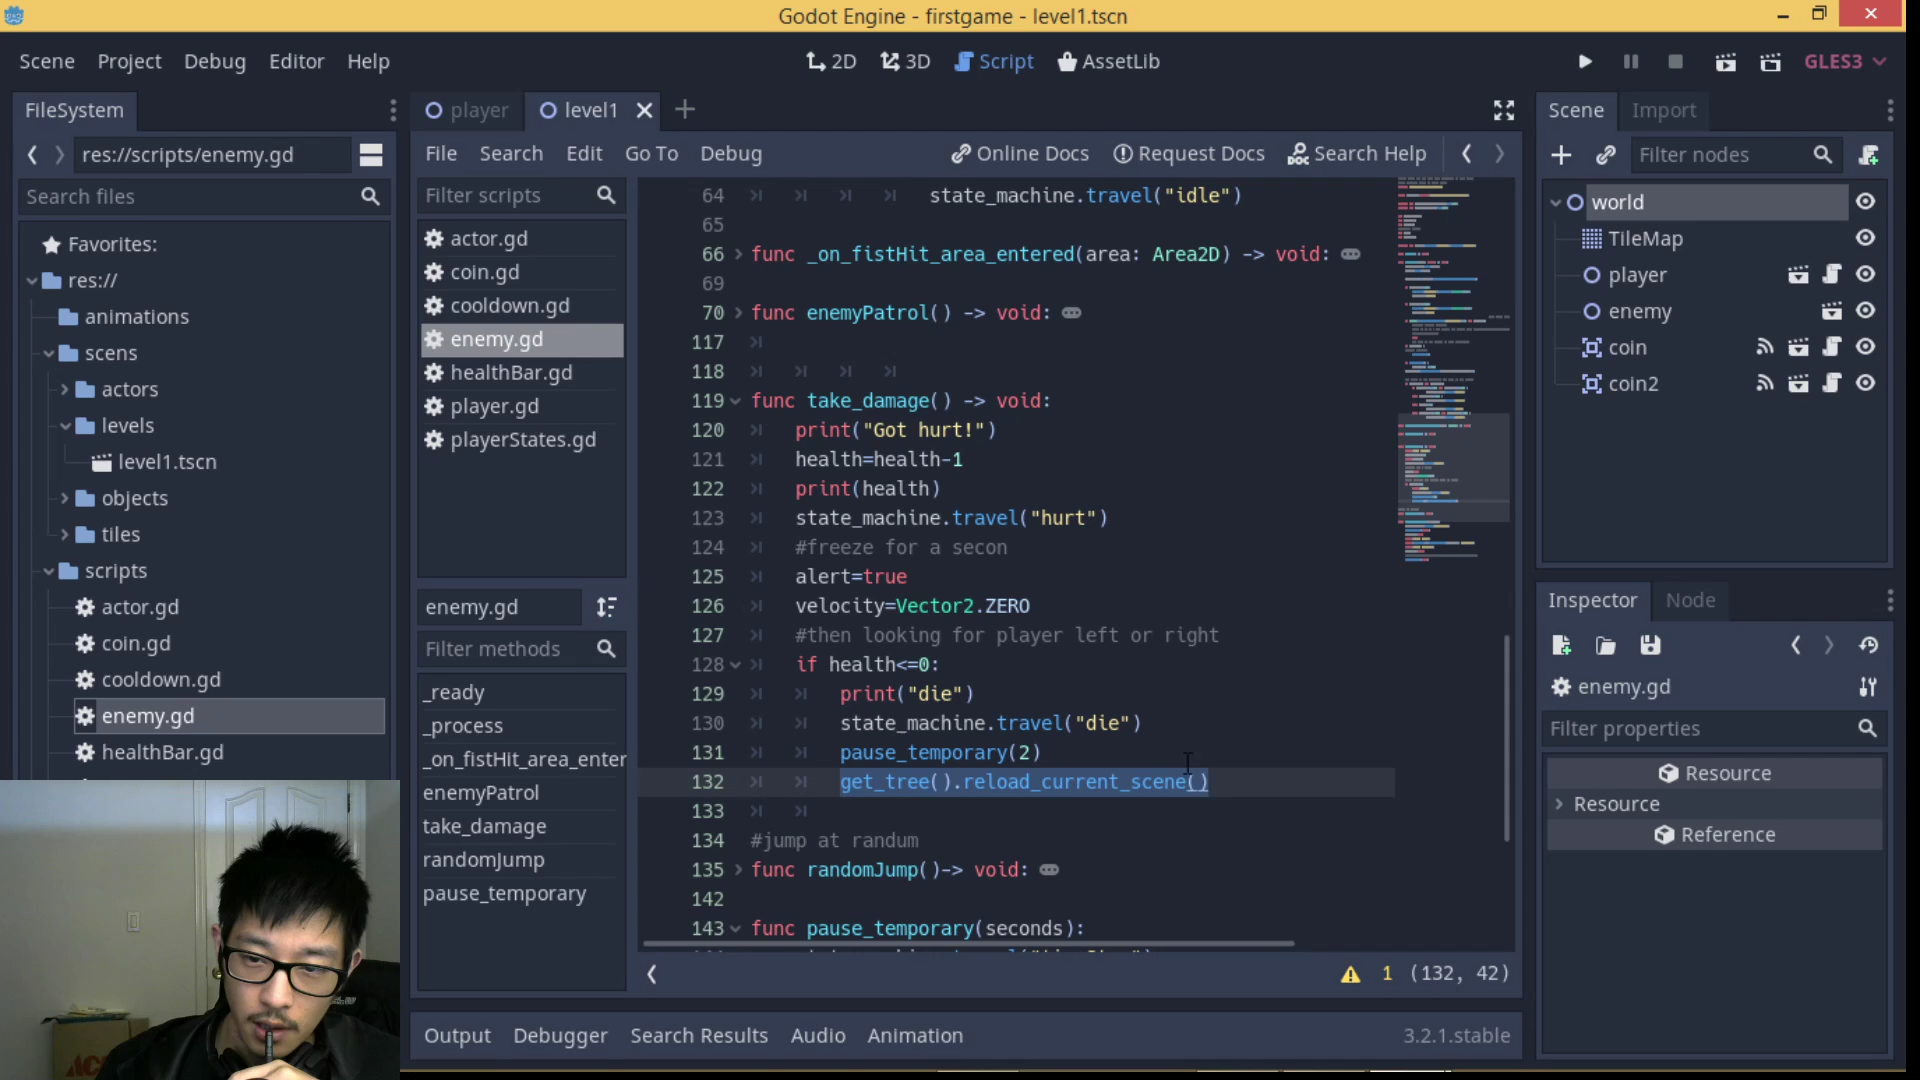 Godot Engine - firstgame - level1.tscn
Scene Project Debug Editor Help
2D 3D Script AssetLib
GLES3
FileSystem
res://scripts/enemy.gd
Search files
Favorites:
res://
animations
scens
actors
levels
level1.tscn
objects
tiles
scripts
actor.gd
coin.gd
cooldown.gd
enemy.gd
healthBar.gd
player level1
File Search Edit Go To Debug
Online Docs Request Docs Search Help
Filter scripts
actor.gd
coin.gd
cooldown.gd
enemy.gd
healthBar.gd
player.gd
playerStates.gd
enemy.gd
Filter methods
_ready
_process
_on_fistHit_area_enter
enemyPatrol
take_damage
randomJump
pause_temporary
64 state_machine.travel("idle")
65
66 func _on_fistHit_area_entered(area: Area2D) -> void:
69
70 func enemyPatrol() -> void:
117
118
119 func take_damage() -> void:
120 print("Got hurt!")
121 health=health-1
122 print(health)
123 state_machine.travel("hurt")
124 #freeze for a secon
125 alert=true
126 velocity=Vector2.ZERO
127 #then looking for player left or right
128 if health<=0:
129 print("die")
130 state_machine.travel("die")
131 pause_temporary(2)
132 get_tree().reload_current_scene()
133
134 #jump at randum
135 func randomJump()-> void:
142
143 func pause_temporary(seconds):
1 (132, 42)
Output Debugger Search Results Audio Animation
3.2.1.stable
Scene Import
Filter nodes
world
TileMap
player
enemy
coin
coin2
Inspector Node
enemy.gd
Filter properties
Resource
Resource
Reference